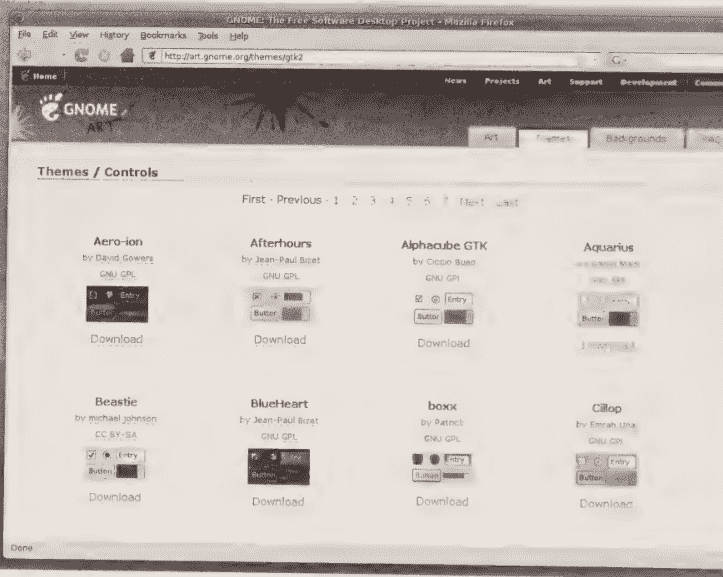 GNOME: The Free Software Desktop Project - Mozilla Firefox
File Edit View History Bookmarks Tools Help
http://art.gnome.org/themes/gtk2
G
Home
News Projects Art Support Development
GNOME
ART
Art Themes Backgrounds FAQ
Themes / Controls
First · Previous · 1 2 3 4 5 6 7 Next Last
Aero-ion Afterhours Alphacube GTK Aquarius
by David Gowers by Jean-Paul Bizet by
GNU GPL GNU GPL GNU GPL
Entry Entry
Button Button Button Button
Download Download Download Download
Beastie BlueHeart boxx Cillop
by michael johnson by Jean-Paul Bizet by Patrick by Emrah
CC BY-SA GNU GPL GNU GPL GNU GPL
Entry Entry Entry Entry
Button Button Button Button
Download Download Download Download
Done